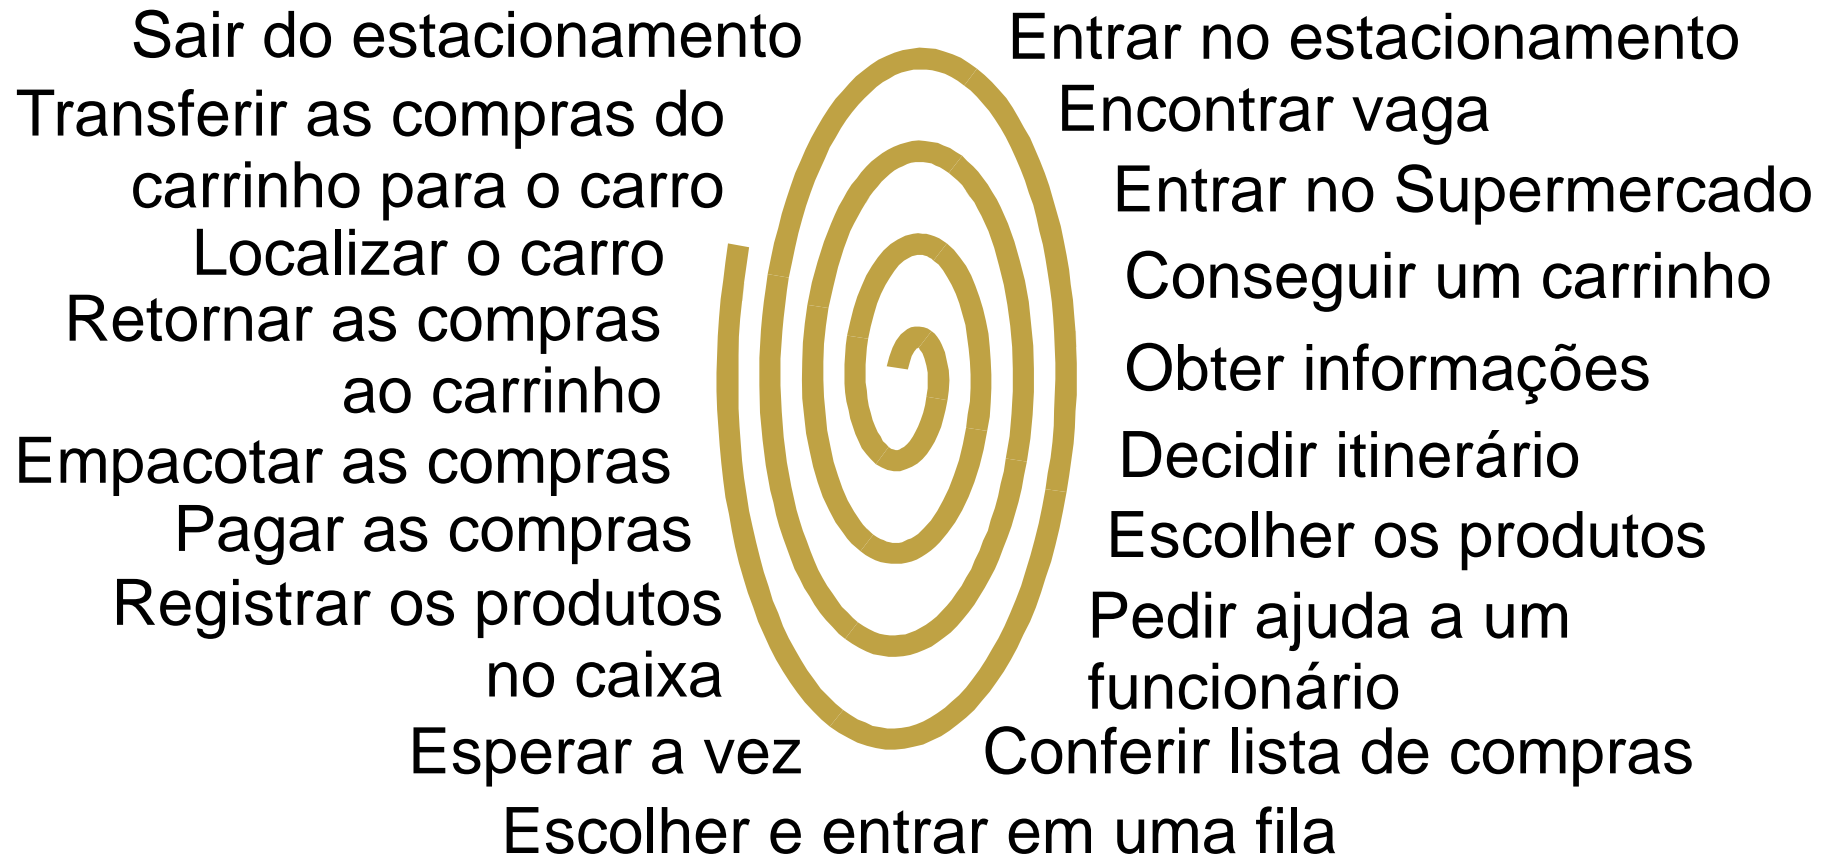 Sair do estacionamento
Transferir as compras do
carrinho para o carro
Localizar o carro
Retornar as compras
ao carrinho
Empacotar as compras
Pagar as compras
Registrar os produtos
no caixa
Esperar a vez
Entrar no estacionamento
Encontrar vaga
Entrar no Supermercado
Conseguir um carrinho
Obter informações
Decidir itinerário
Escolher os produtos
Pedir ajuda a um
funcionário
Conferir lista de compras
Escolher e entrar em uma fila